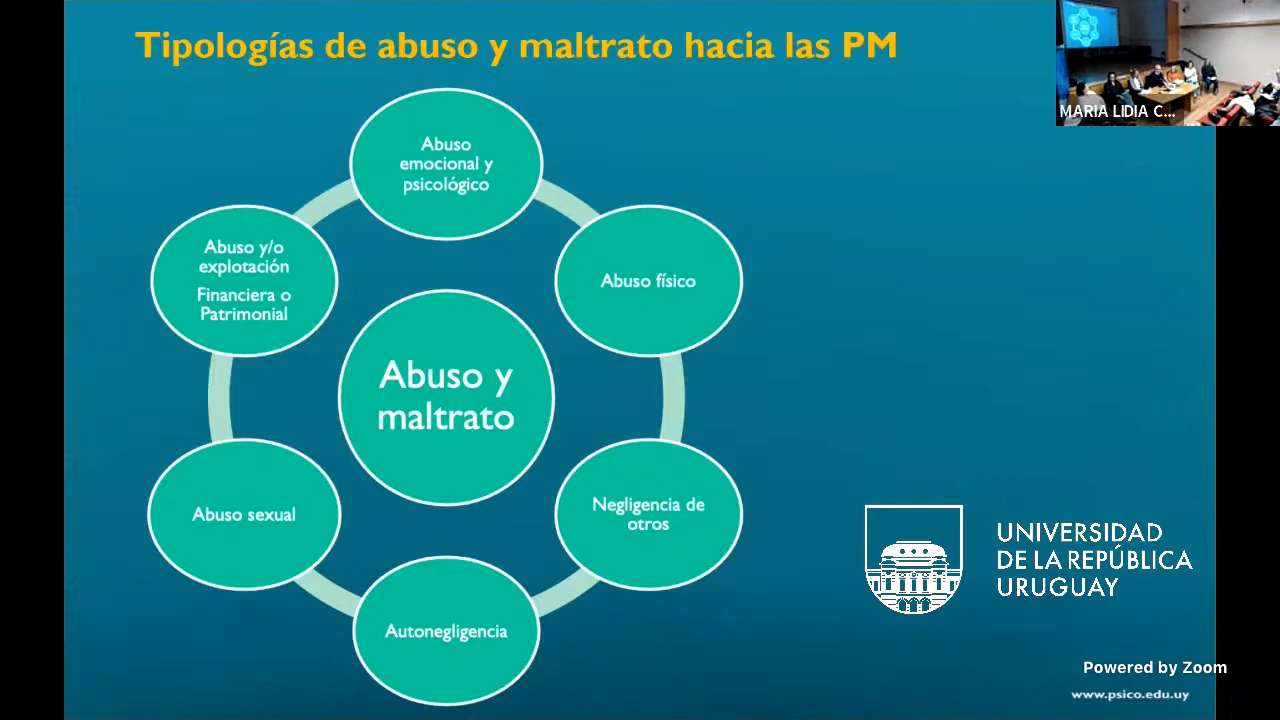 Tipologías de abuso y maltrato hacia las PM
MARIA LIDIA C...
Abuso
emocional y
psicológico
Abuso y/o
explotación
Financiera o
Patrimonial
Abuso físico
Abuso y
maltrato
Abuso sexual
Negligencia de
otros
Autonegligencia
UNIVERSIDAD
DE LA REPÚBLICA
URUGUAY
Powered by Zoom
www.psico.edu.uy